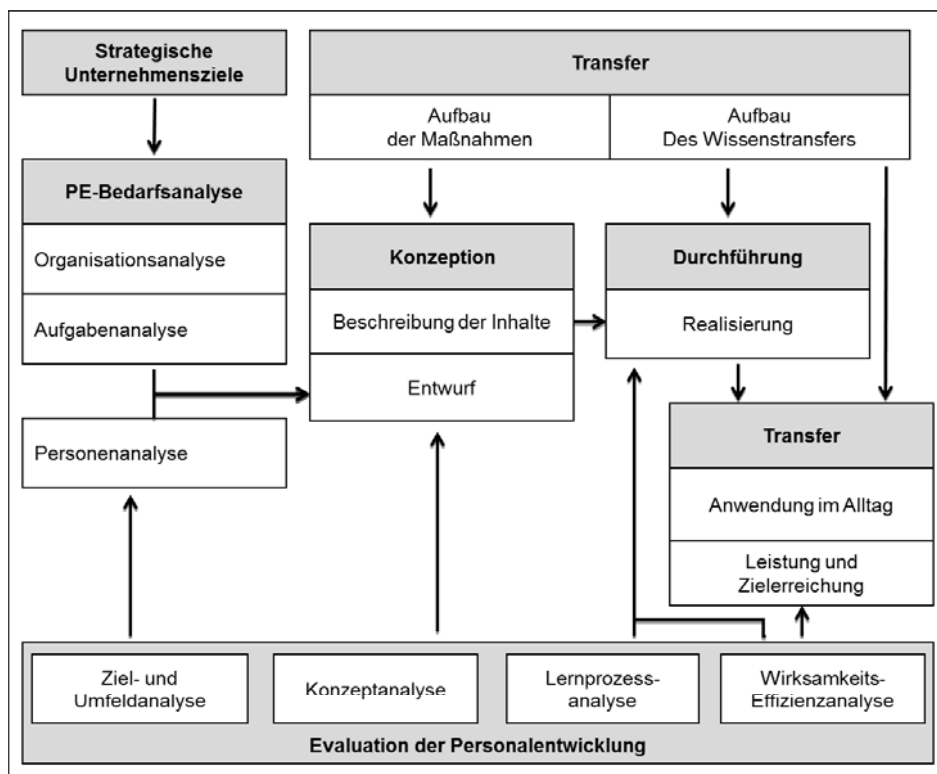 Strategische
Unternehmensziele
Transfer
Aufbau
der Maßnahmen
Aufbau
Des Wissenstransfers
PE-Bedarfsanalyse
Organisationsanalyse
Aufgabenanalyse
Personenanalyse
Konzeption
Beschreibung der Inhalte
Entwurf
Durchführung
Realisierung
Transfer
Anwendung im Alltag
Leistung und
Zielerreichung
Ziel- und
Umfeldanalyse
Konzeptanalyse
Lernprozess-
analyse
Wirksamkeits-
Effizienzanalyse
Evaluation der Personalentwicklung